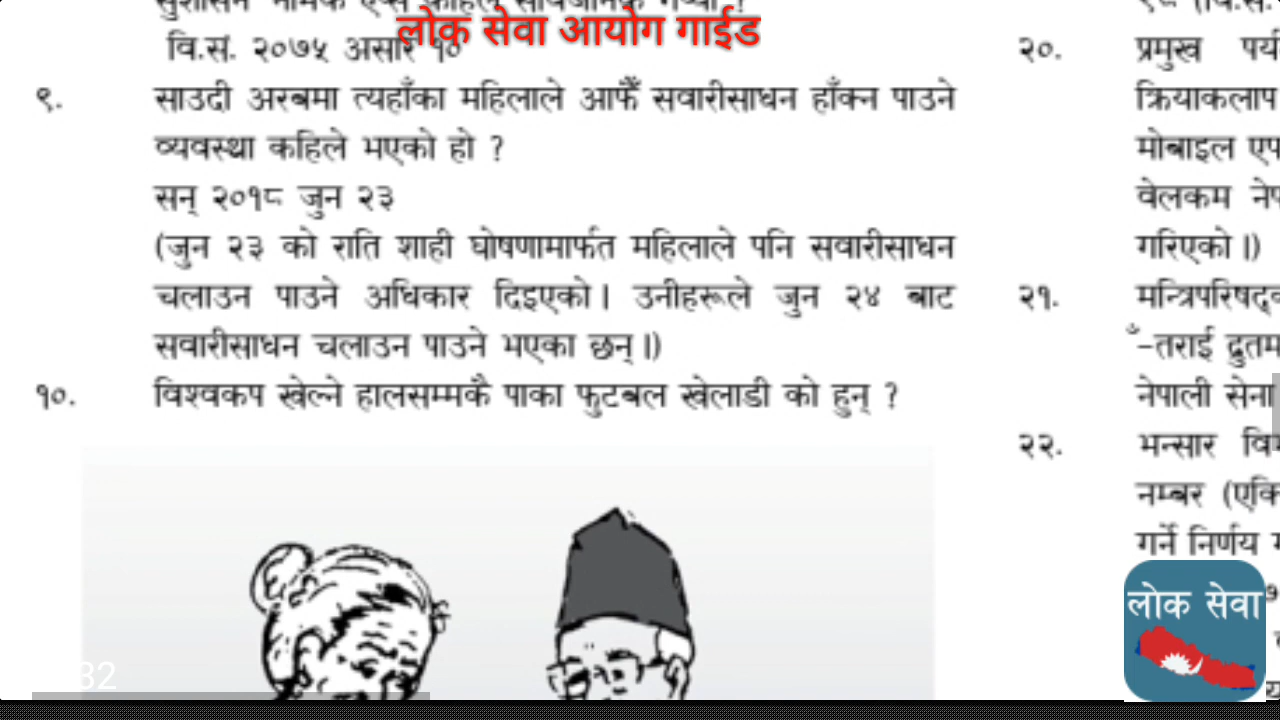 लोक सेवा आयोग गाईड
वि.सं. २०७५ असार १०
९. साउदी अरबमा त्यहाँका महिलाले आफैँ सवारीसाधन हाँक्न पाउने
व्यवस्था कहिले भएको हो ?
सन् २०१८ जुन २३
(जुन २३ को राति शाही घोषणामार्फत महिलाले पनि सवारीसाधन
चलाउन पाउने अधिकार दिइएको। उनीहरूले जुन २४ बाट
सवारीसाधन चलाउन पाउने भएका छन्।)
१०. विश्वकप खेल्ने हालसम्मकै पाका फुटबल खेलाडी को हुन् ?
32
२०. प्रमुख
क्रियाकलाप
मोबाइल
वेलकम
गरिएको।)
२१.
-तराई
नेपाली सेना
२२. भन्सार
नम्बर
गर्ने निर्णय
लोक सेवा